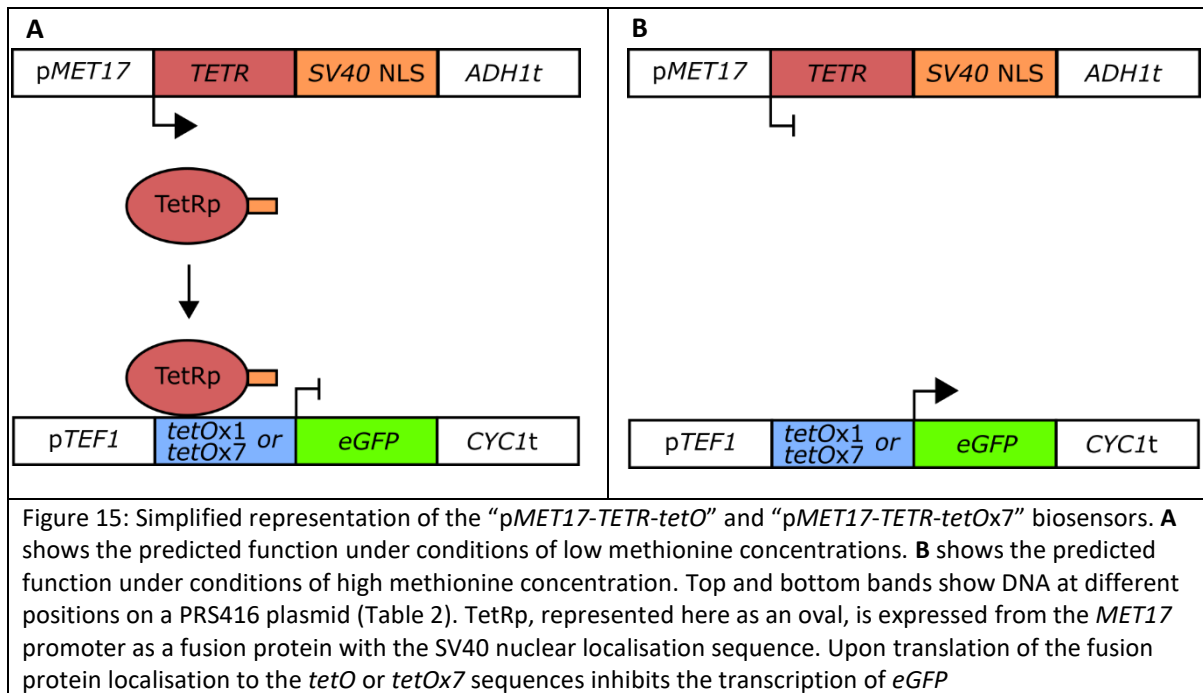 A
pMET17 TETR SV40 NLS ADH1t
TetRp
TetRp
pTEF1 tetOx1 or eGFP CYC1t
tetOx7
B
pMET17 TETR SV40 NLS ADH1t
pTEF1 tetOx1 or eGFP CYC1t
tetOx7
Figure 15: Simplified representation of the “pMET17-TETR-tetO” and “pMET17-TETR-tetOx7” biosensors. A
shows the predicted function under conditions of low methionine concentrations. B shows the predicted
function under conditions of high methionine concentration. Top and bottom bands show DNA at different
positions on a PRS416 plasmid (Table 2). TetRp, represented here as an oval, is expressed from the MET17
promoter as a fusion protein with the SV40 nuclear localisation sequence. Upon translation of the fusion
protein localisation to the tetO or tetOx7 sequences inhibits the transcription of eGFP